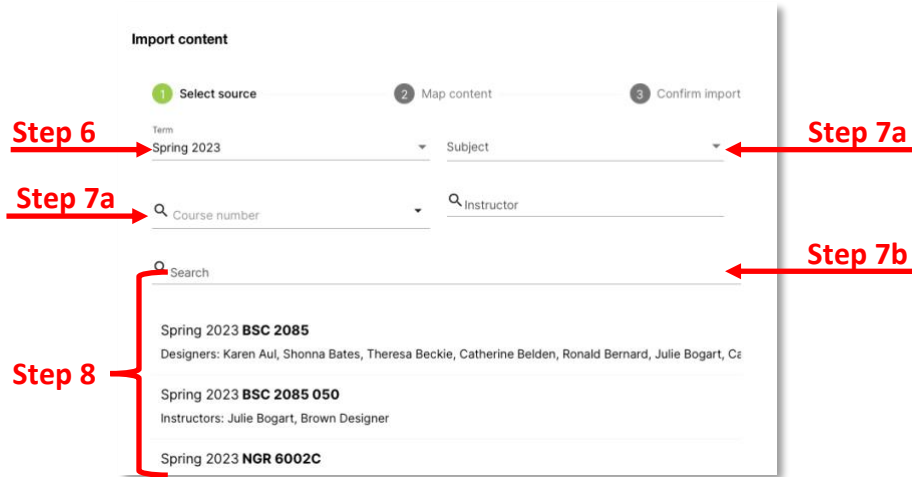 Import content
1 Select source 2 Map content 3 Confirm import
Step 6
Term
Spring 2023
Subject
Step 7a
Step 7a
Course number
Instructor
Search
Step 7b
Step 8
Spring 2023 BSC 2085
Designers: Karen Aul, Shonna Bates, Theresa Beckie, Catherine Belden, Ronald Bernard, Julie Bogart, Ca
Spring 2023 BSC 2085 050
Instructors: Julie Bogart, Brown Designer
Spring 2023 NGR 6002C